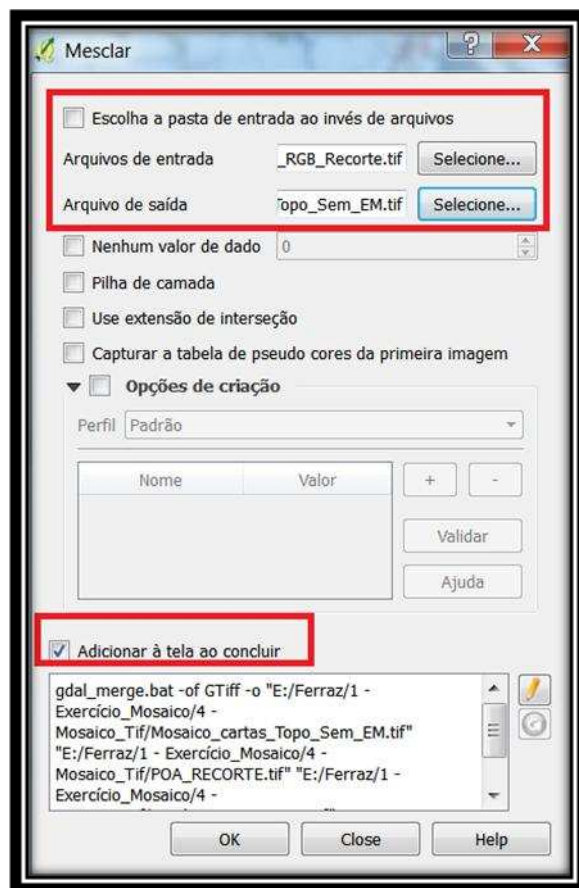 Mesclar
Escolha a pasta de entrada ao invés de arquivos
Arquivos de entrada _RGB_Recorte.tif Selecione...
Arquivo de saída Topo_Sem_EM.tif Selecione...
Nenhum valor de dado 0
Pilha de camada
Use extensão de interseção
Capturar a tabela de pseudo cores da primeira imagem
Opções de criação
Perfil Padrão
Nome Valor + -
Validar
Ajuda
Adicionar à tela ao concluir
gdal_merge.bat -of GTiff -o "E:/Ferraz/1 -
Exercício_Mosaico/4 -
Mosaico_Tif/Mosaico_cartas_Topo_Sem_EM.tif"
"E:/Ferraz/1 - Exercício_Mosaico/4 -
Mosaico_Tif/POA_RECORTE.tif" "E:/Ferraz/1 -
Exercício_Mosaico/4 -
OK Close Help